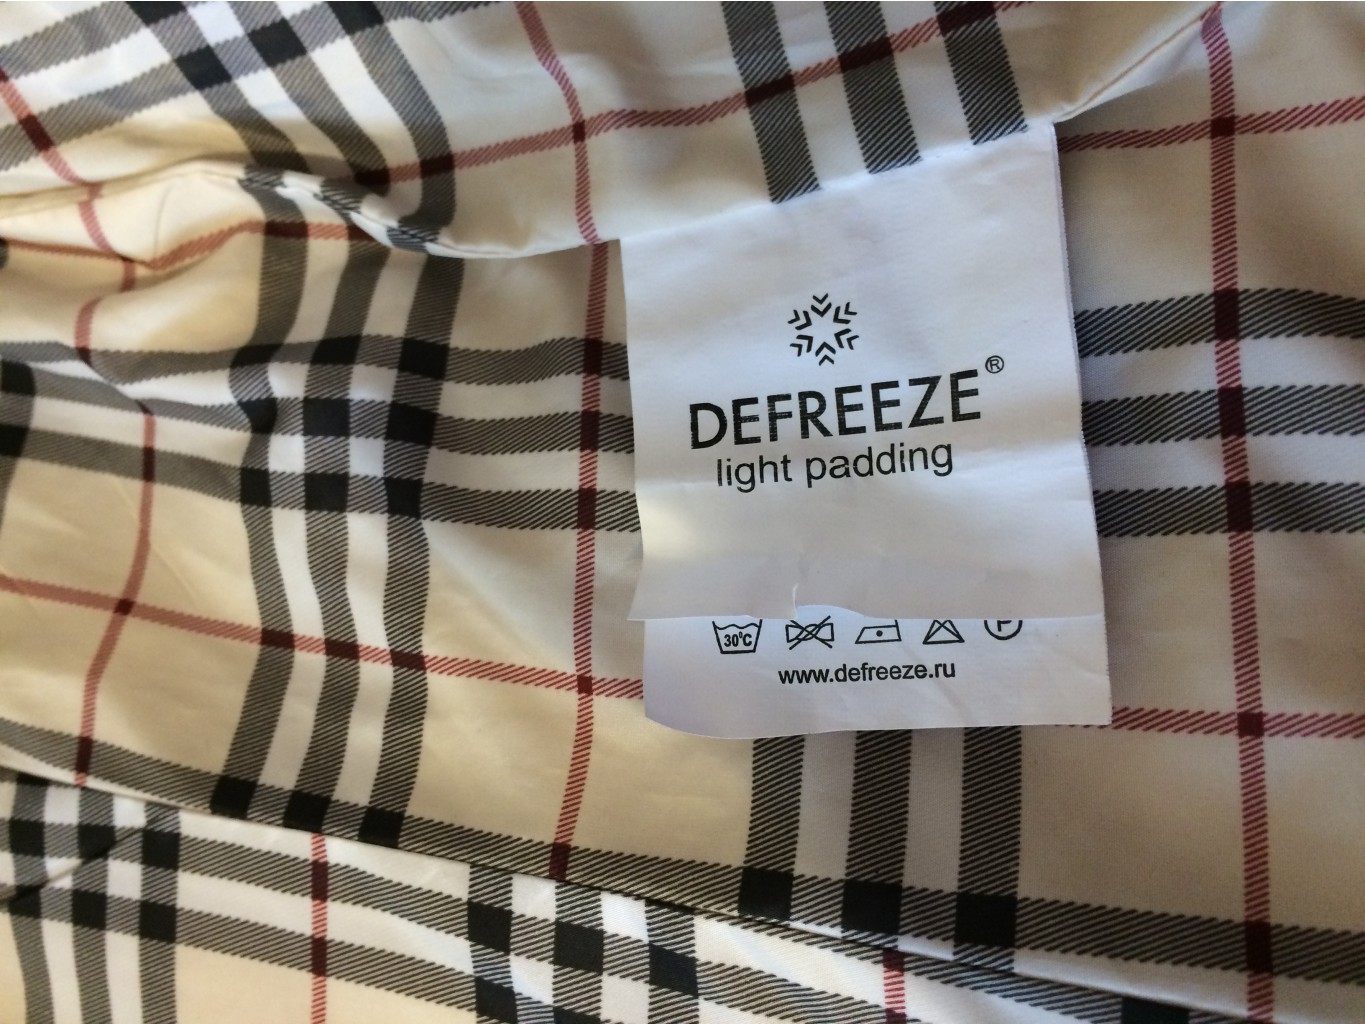 DEFREEZE®
light padding
30°C
P
www.defreeze.ru